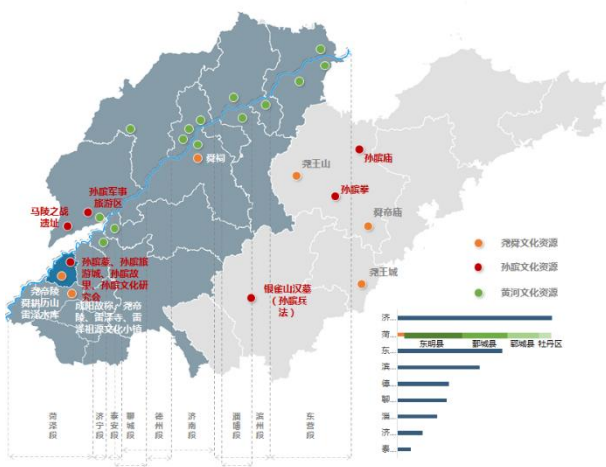 舜祠
尧王山
孙膑庙
孙膑拳
舜帝庙
尧王城
孙膑军事
旅游区
马陵之战
遗址
孙膑墓、孙膑旅
游城、孙膑故
里、孙膑文化研
究会
尧帝陵
舜耕历山
雷泽水库
成阳故称、尧帝
陵、雷泽寺、雷
泽祖源文化小镇
银雀山汉墓
（孙膑兵
法）
尧舜文化资源
孙膑文化资源
黄河文化资源
济...
菏...
东明县
鄄城县
郓城县
牡丹区
东...
滨...
德...
聊...
淄...
济...
泰...
菏泽段
济宁段
泰安段
聊城段
德州段
济南段
淄博段
滨州段
东营段